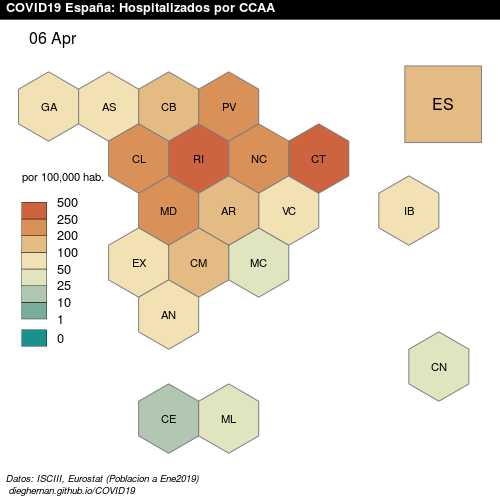 COVID19 España: Hospitalizados por CCAA
06 Apr
GA AS CB PV ES
CL RI NC CT
por 100,000 hab.
MD AR VC IB
500
250
200
100
50
25
10
1
0
EX CM MC
AN
CN
CE ML
Datos: ISCIII, Eurostat (Poblacion a Ene2019)
dieghernan.github.io/COVID19